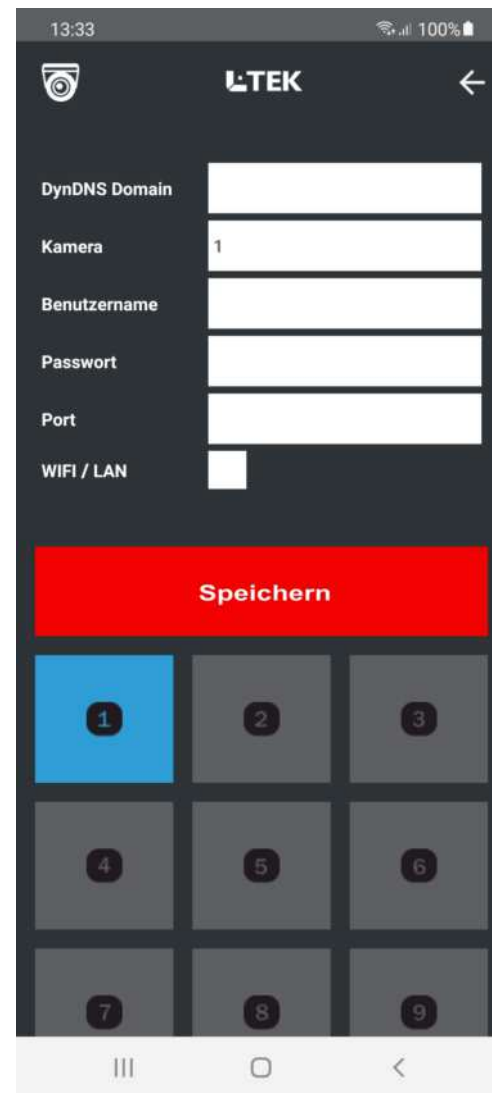 13:33 100%
L:TEK
DynDNS Domain
Kamera 1
Benutzername
Passwort
Port
WIFI / LAN
Speichern
1 2 3
4 5 6
7 8 9